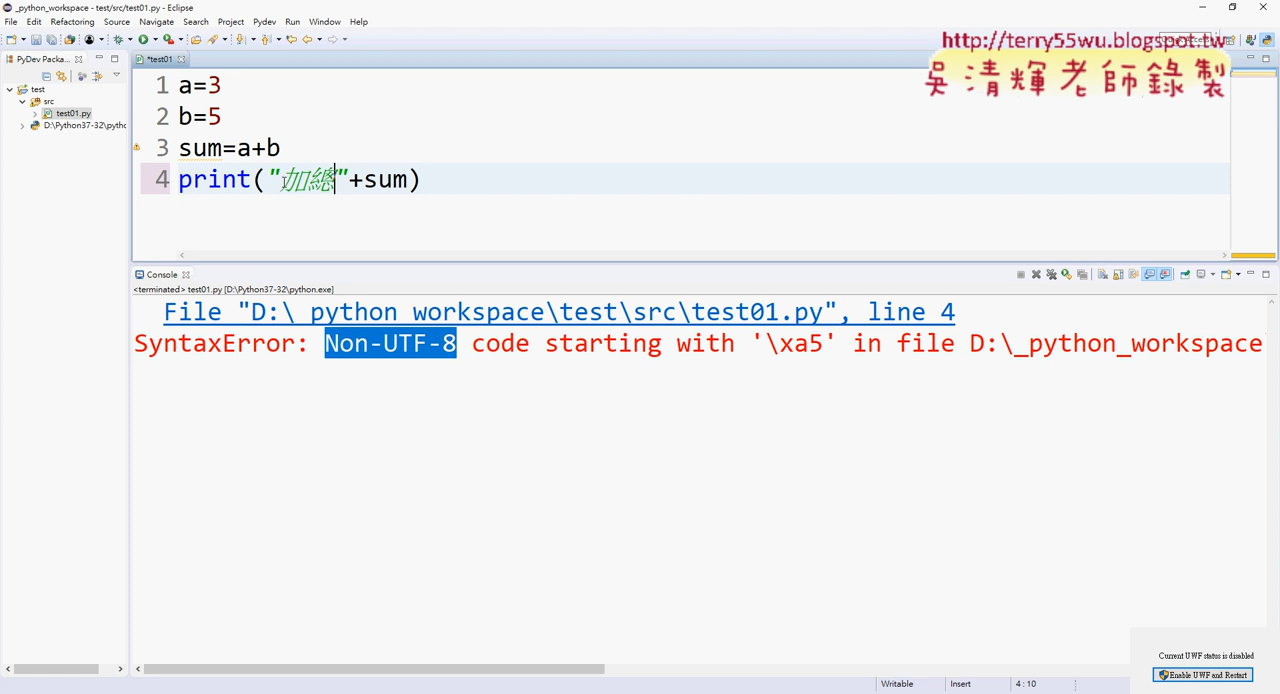 _python_workspace - test/src/test01.py - Eclipse
File Edit Refactoring Source Navigate Search Project Pydev Run Window Help
http://terry55wu.blogspot.tw
吳清輝老師錄製
PyDev Packa...
*test01
test
src
test01.py
D:\Python37-32\pytho
1 a=3
2 b=5
3 sum=a+b
4 print("加總"+sum)
Console
<terminated> test01.py [D:\Python37-32\python.exe]
File "D:\_python_workspace\test\src\test01.py", line 4
SyntaxError: Non-UTF-8 code starting with '\xa5' in file D:\_python_workspace
Current UWF status is disabled
Enable UWF and Restart
Writable Insert 4 : 10